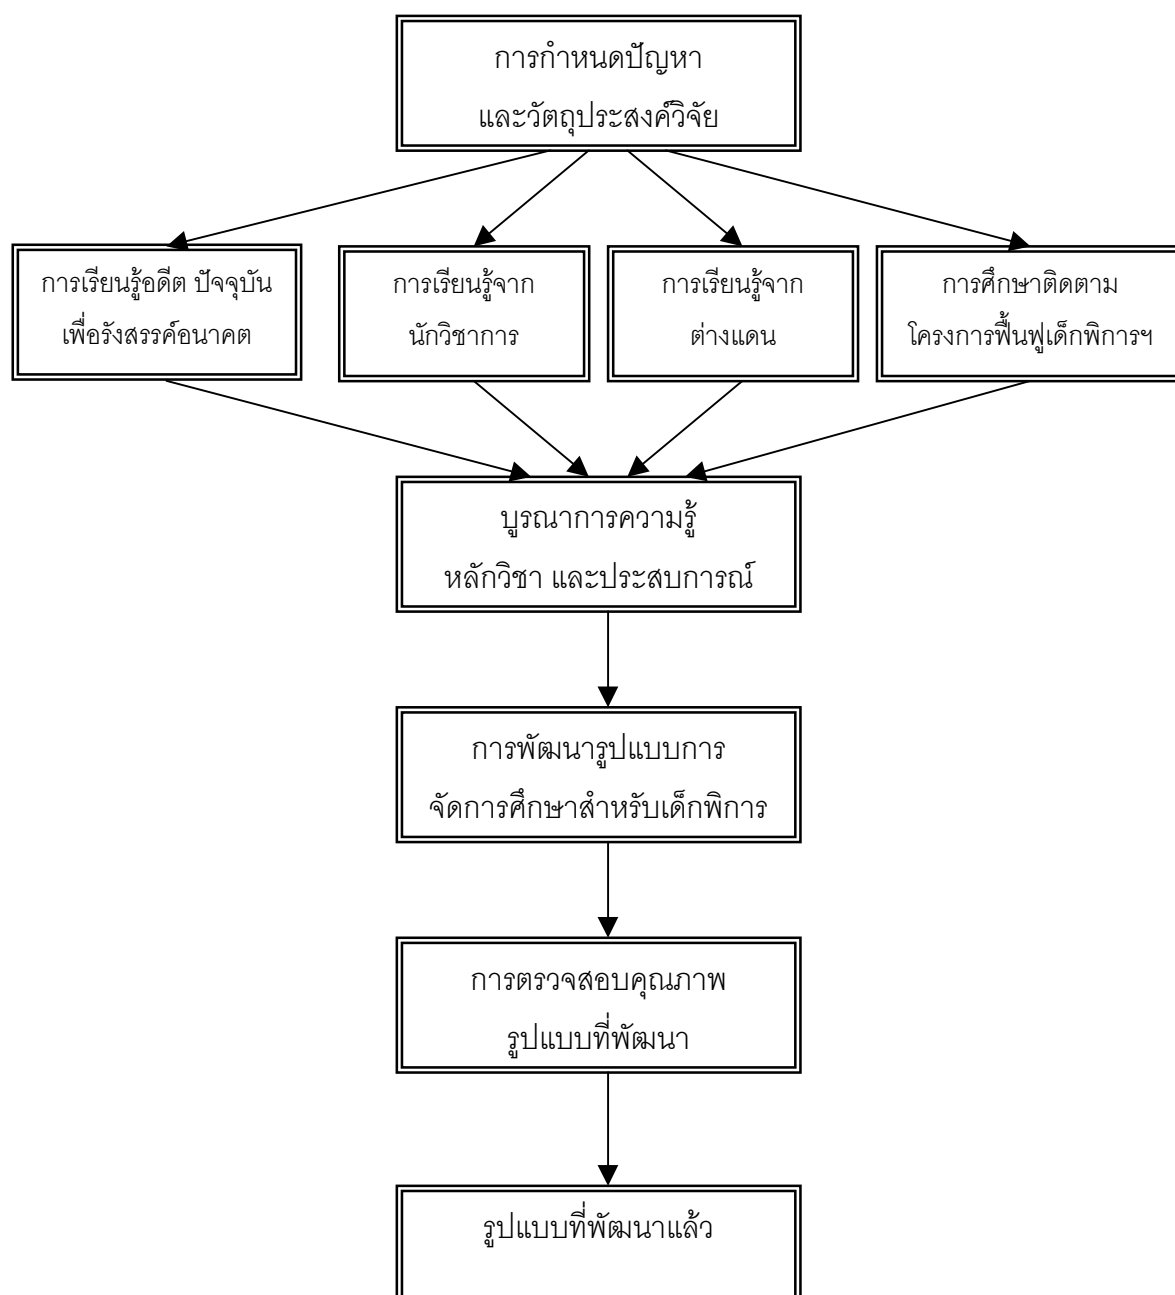 การกำหนดปัญหา
และวัตถุประสงค์วิจัย
การเรียนรู้อดีต ปัจจุบัน
เพื่อรังสรรค์อนาคต
การเรียนรู้จาก
นักวิชาการ
การเรียนรู้จาก
ต่างแดน
การศึกษาติดตาม
โครงการฟื้นฟูเด็กพิการฯ
บูรณาการความรู้
หลักวิชา และประสบการณ์
การพัฒนารูปแบบการ
จัดการศึกษาสำหรับเด็กพิการ
การตรวจสอบคุณภาพ
รูปแบบที่พัฒนา
รูปแบบที่พัฒนาแล้ว